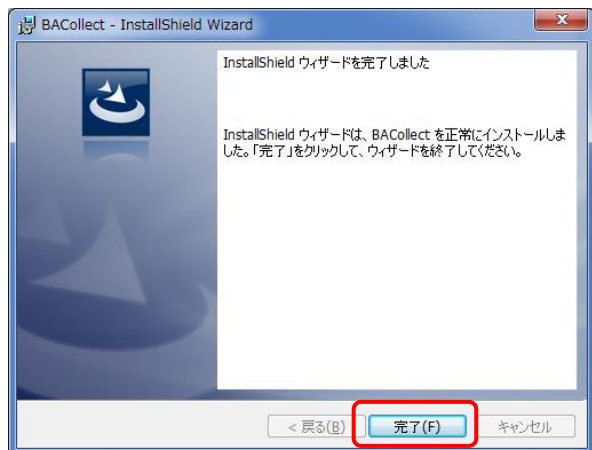 BACollect - InstallShield Wizard
InstallShield ウィザードを完了しました
InstallShield ウィザードは、BACollect を正常にインストールしま
した。「完了」をクリックして、ウィザードを終了してください。
< 戻る(B)
完了(F)
キャンセル